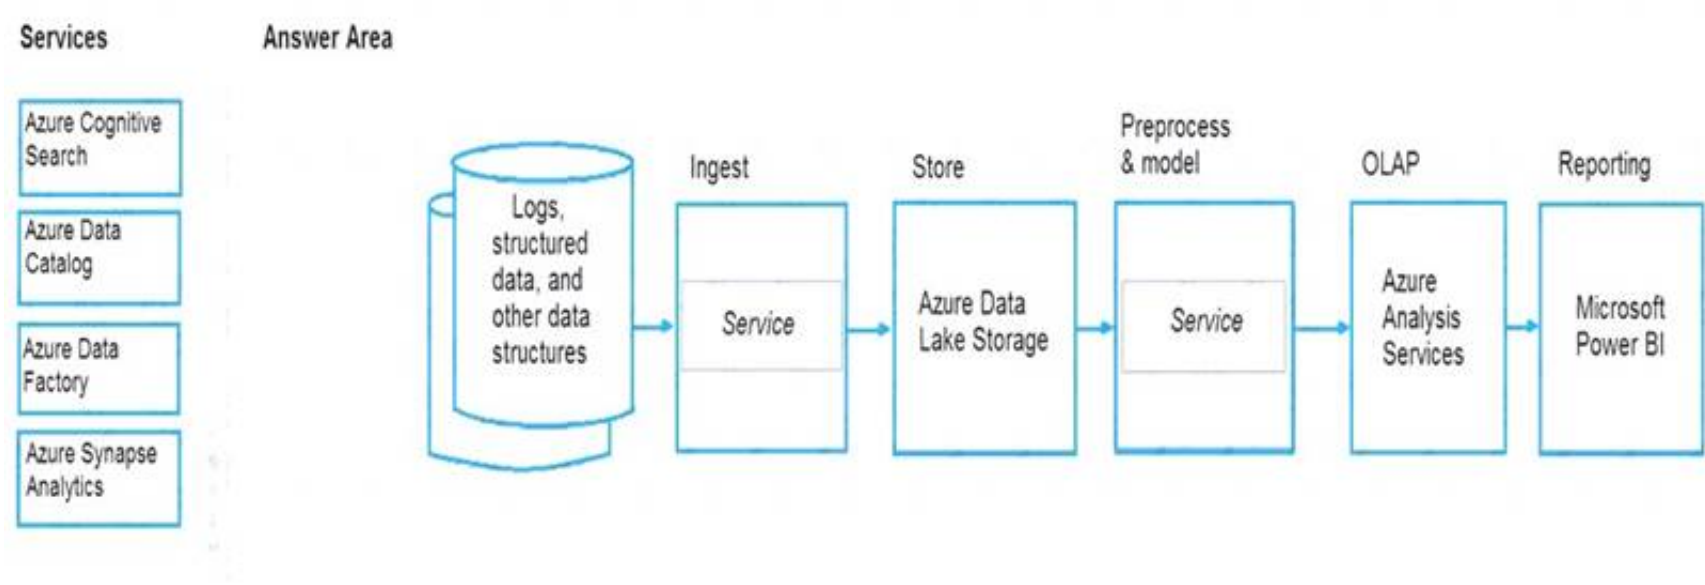 Services
Answer Area
Azure Cognitive
Search
Azure Data
Catalog
Azure Data
Factory
Azure Synapse
Analytics
Logs,
structured
data, and
other data
structures
Ingest
Service
Store
Azure Data
Lake Storage
Preprocess
& model
Service
OLAP
Azure
Analysis
Services
Reporting
Microsoft
Power BI